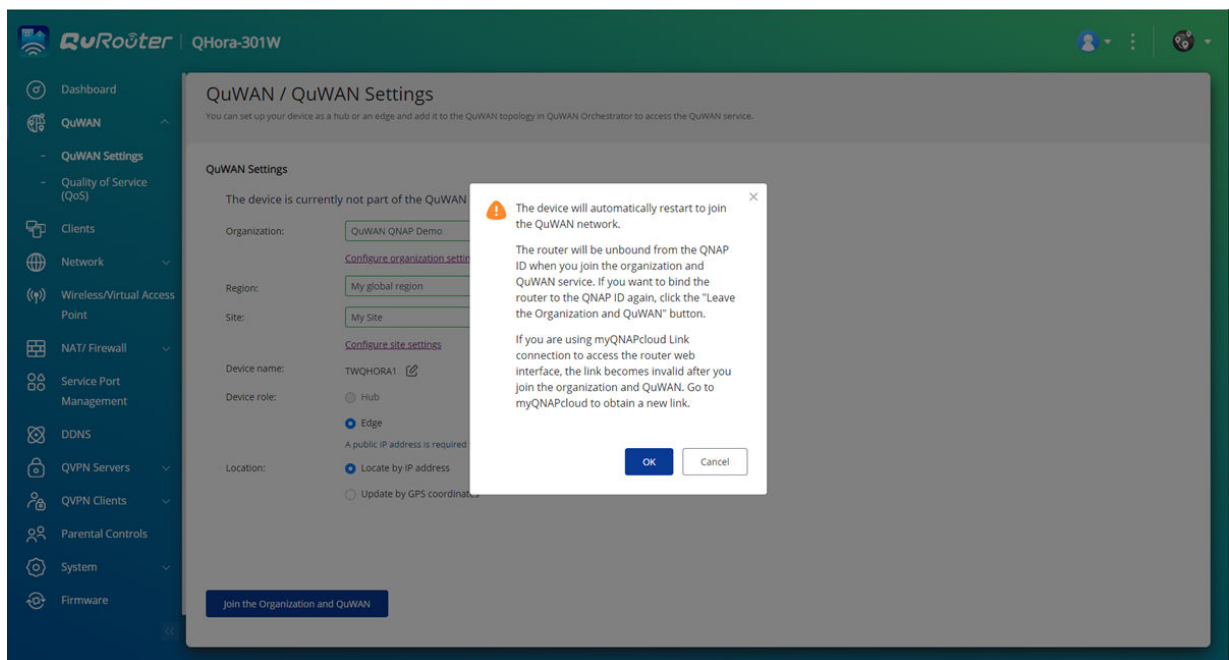 QuRouter | QHora-301W
Dashboard
QuWAN
- QuWAN Settings
- Quality of Service
(QoS)
Clients
Network
Wireless/Virtual Access
Point
NAT/ Firewall
Service Port
Management
DDNS
QVPN Servers
QVPN Clients
Parental Controls
System
Firmware
QuWAN / QuWAN Settings
You can set up your device as a hub or an edge and add it to the QuWAN topology in QuWAN Orchestrator to access the QuWAN service.
QuWAN Settings
The device is currently not part of the QuWAN
Organization: QuWAN QNAP Demo
Configure organization settin
Region: My global region
Site: My Site
Configure site settings
Device name: TWQHORA1
Device role: Hub
Edge
A public IP address is required
Location: Locate by IP address
Update by GPS coordinates
Join the Organization and QuWAN
The device will automatically restart to join
the QuWAN network.
The router will be unbound from the QNAP
ID when you join the organization and
QuWAN service. If you want to bind the
router to the QNAP ID again, click the "Leave
the Organization and QuWAN" button.
If you are using myQNAPcloud Link
connection to access the router web
interface, the link becomes invalid after you
join the organization and QuWAN. Go to
myQNAPcloud to obtain a new link.
OK
Cancel